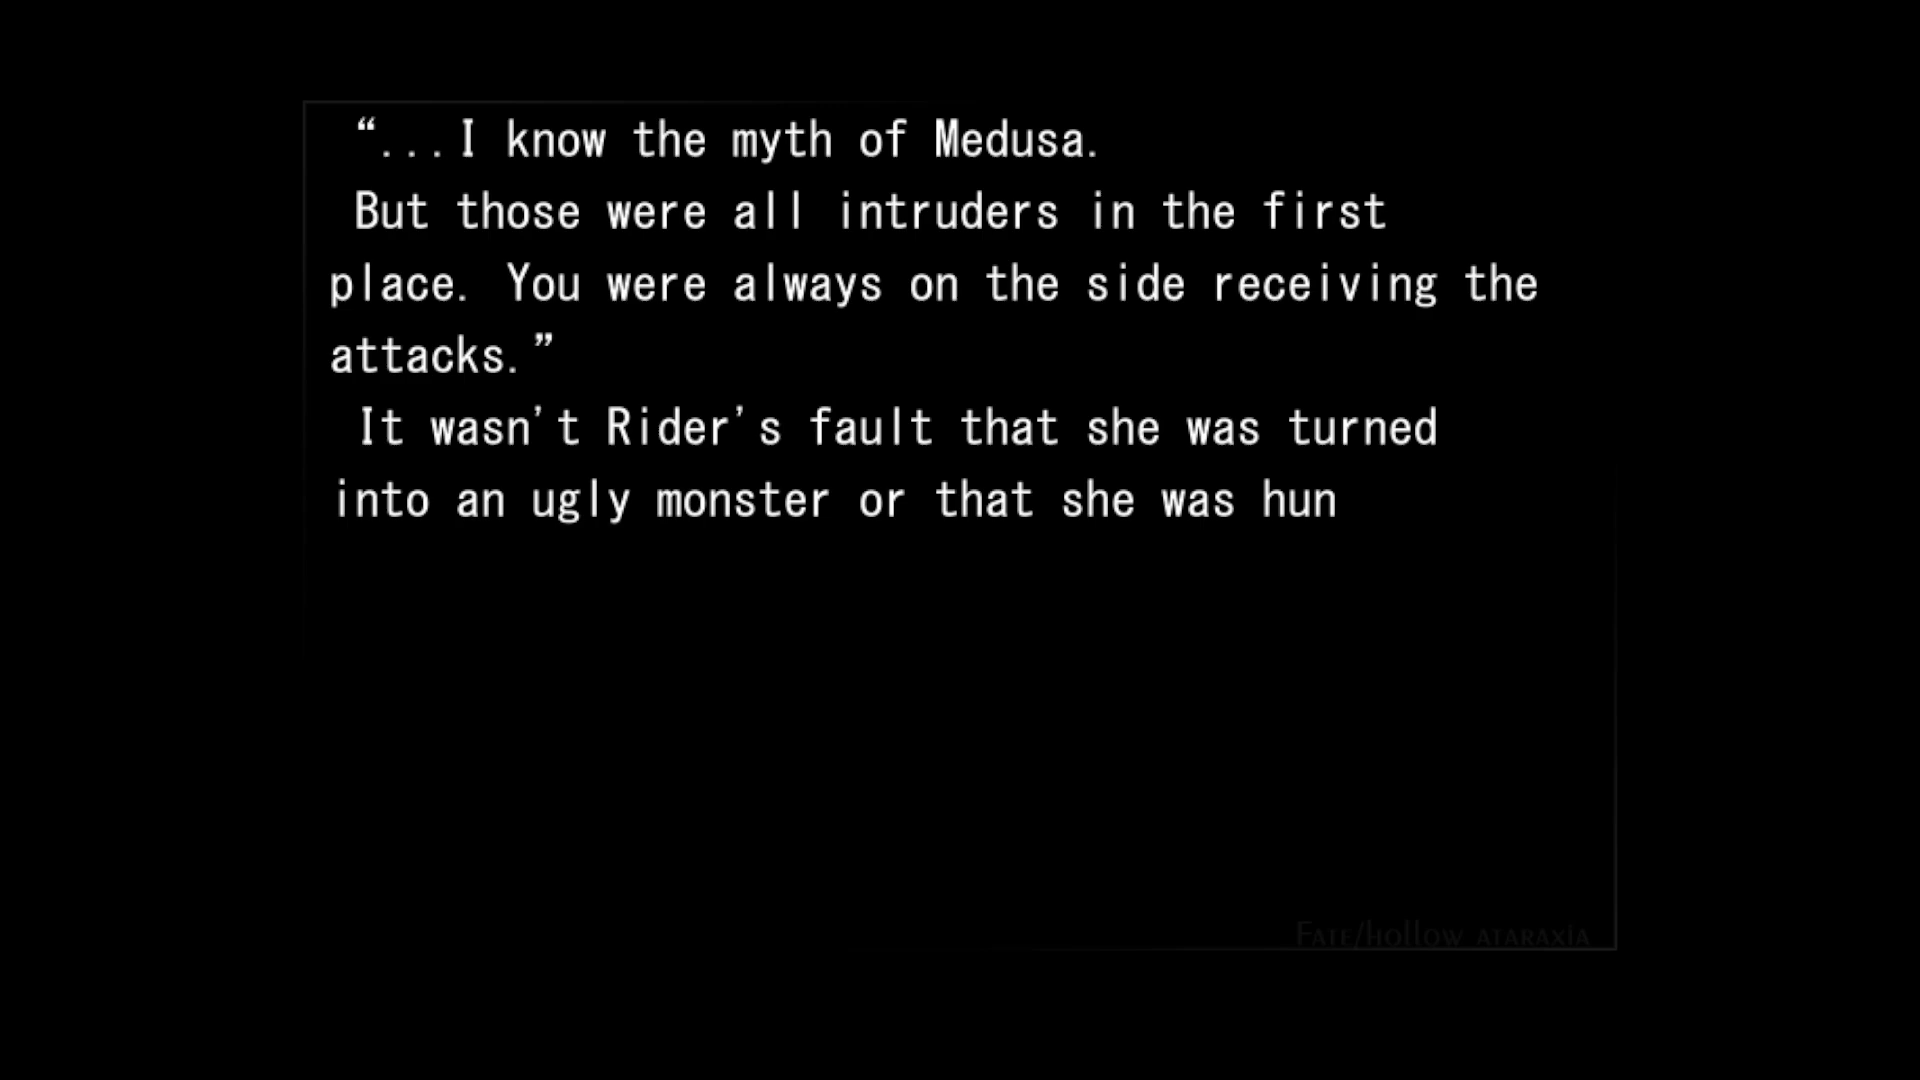 “...I know the myth of Medusa.
But those were all intruders in the first
place. You were always on the side receiving the
attacks.”
It wasn't Rider's fault that she was turned
into an ugly monster or that she was hun
Fate/hollow ataraxia